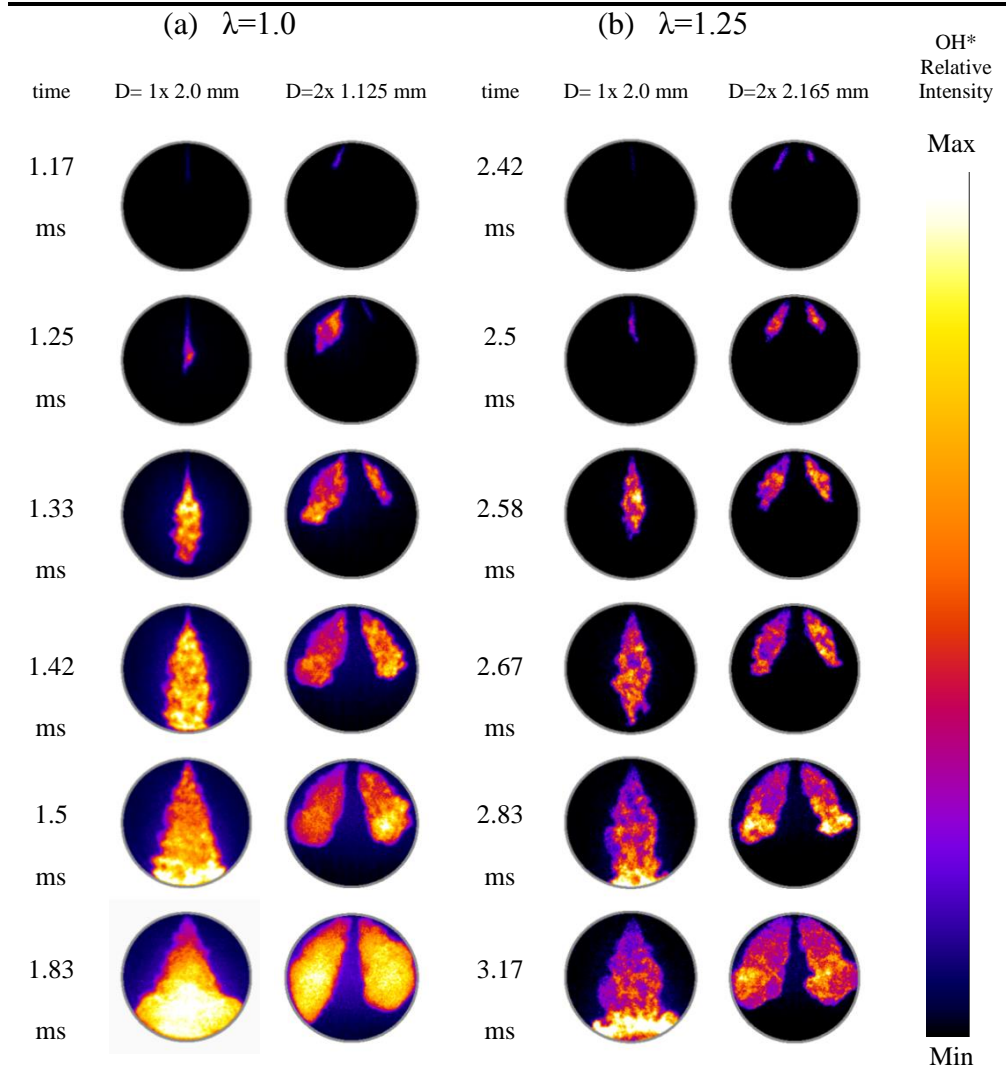 (a) λ=1.0
(b) λ=1.25
OH*
Relative
Intensity
time D= 1x 2.0 mm D=2x 1.125 mm time D= 1x 2.0 mm D=2x 2.165 mm
Max
1.17 2.42
ms ms
1.25 2.5
ms ms
1.33 2.58
ms ms
1.42 2.67
ms ms
1.5 2.83
ms ms
1.83 3.17
ms ms
Min